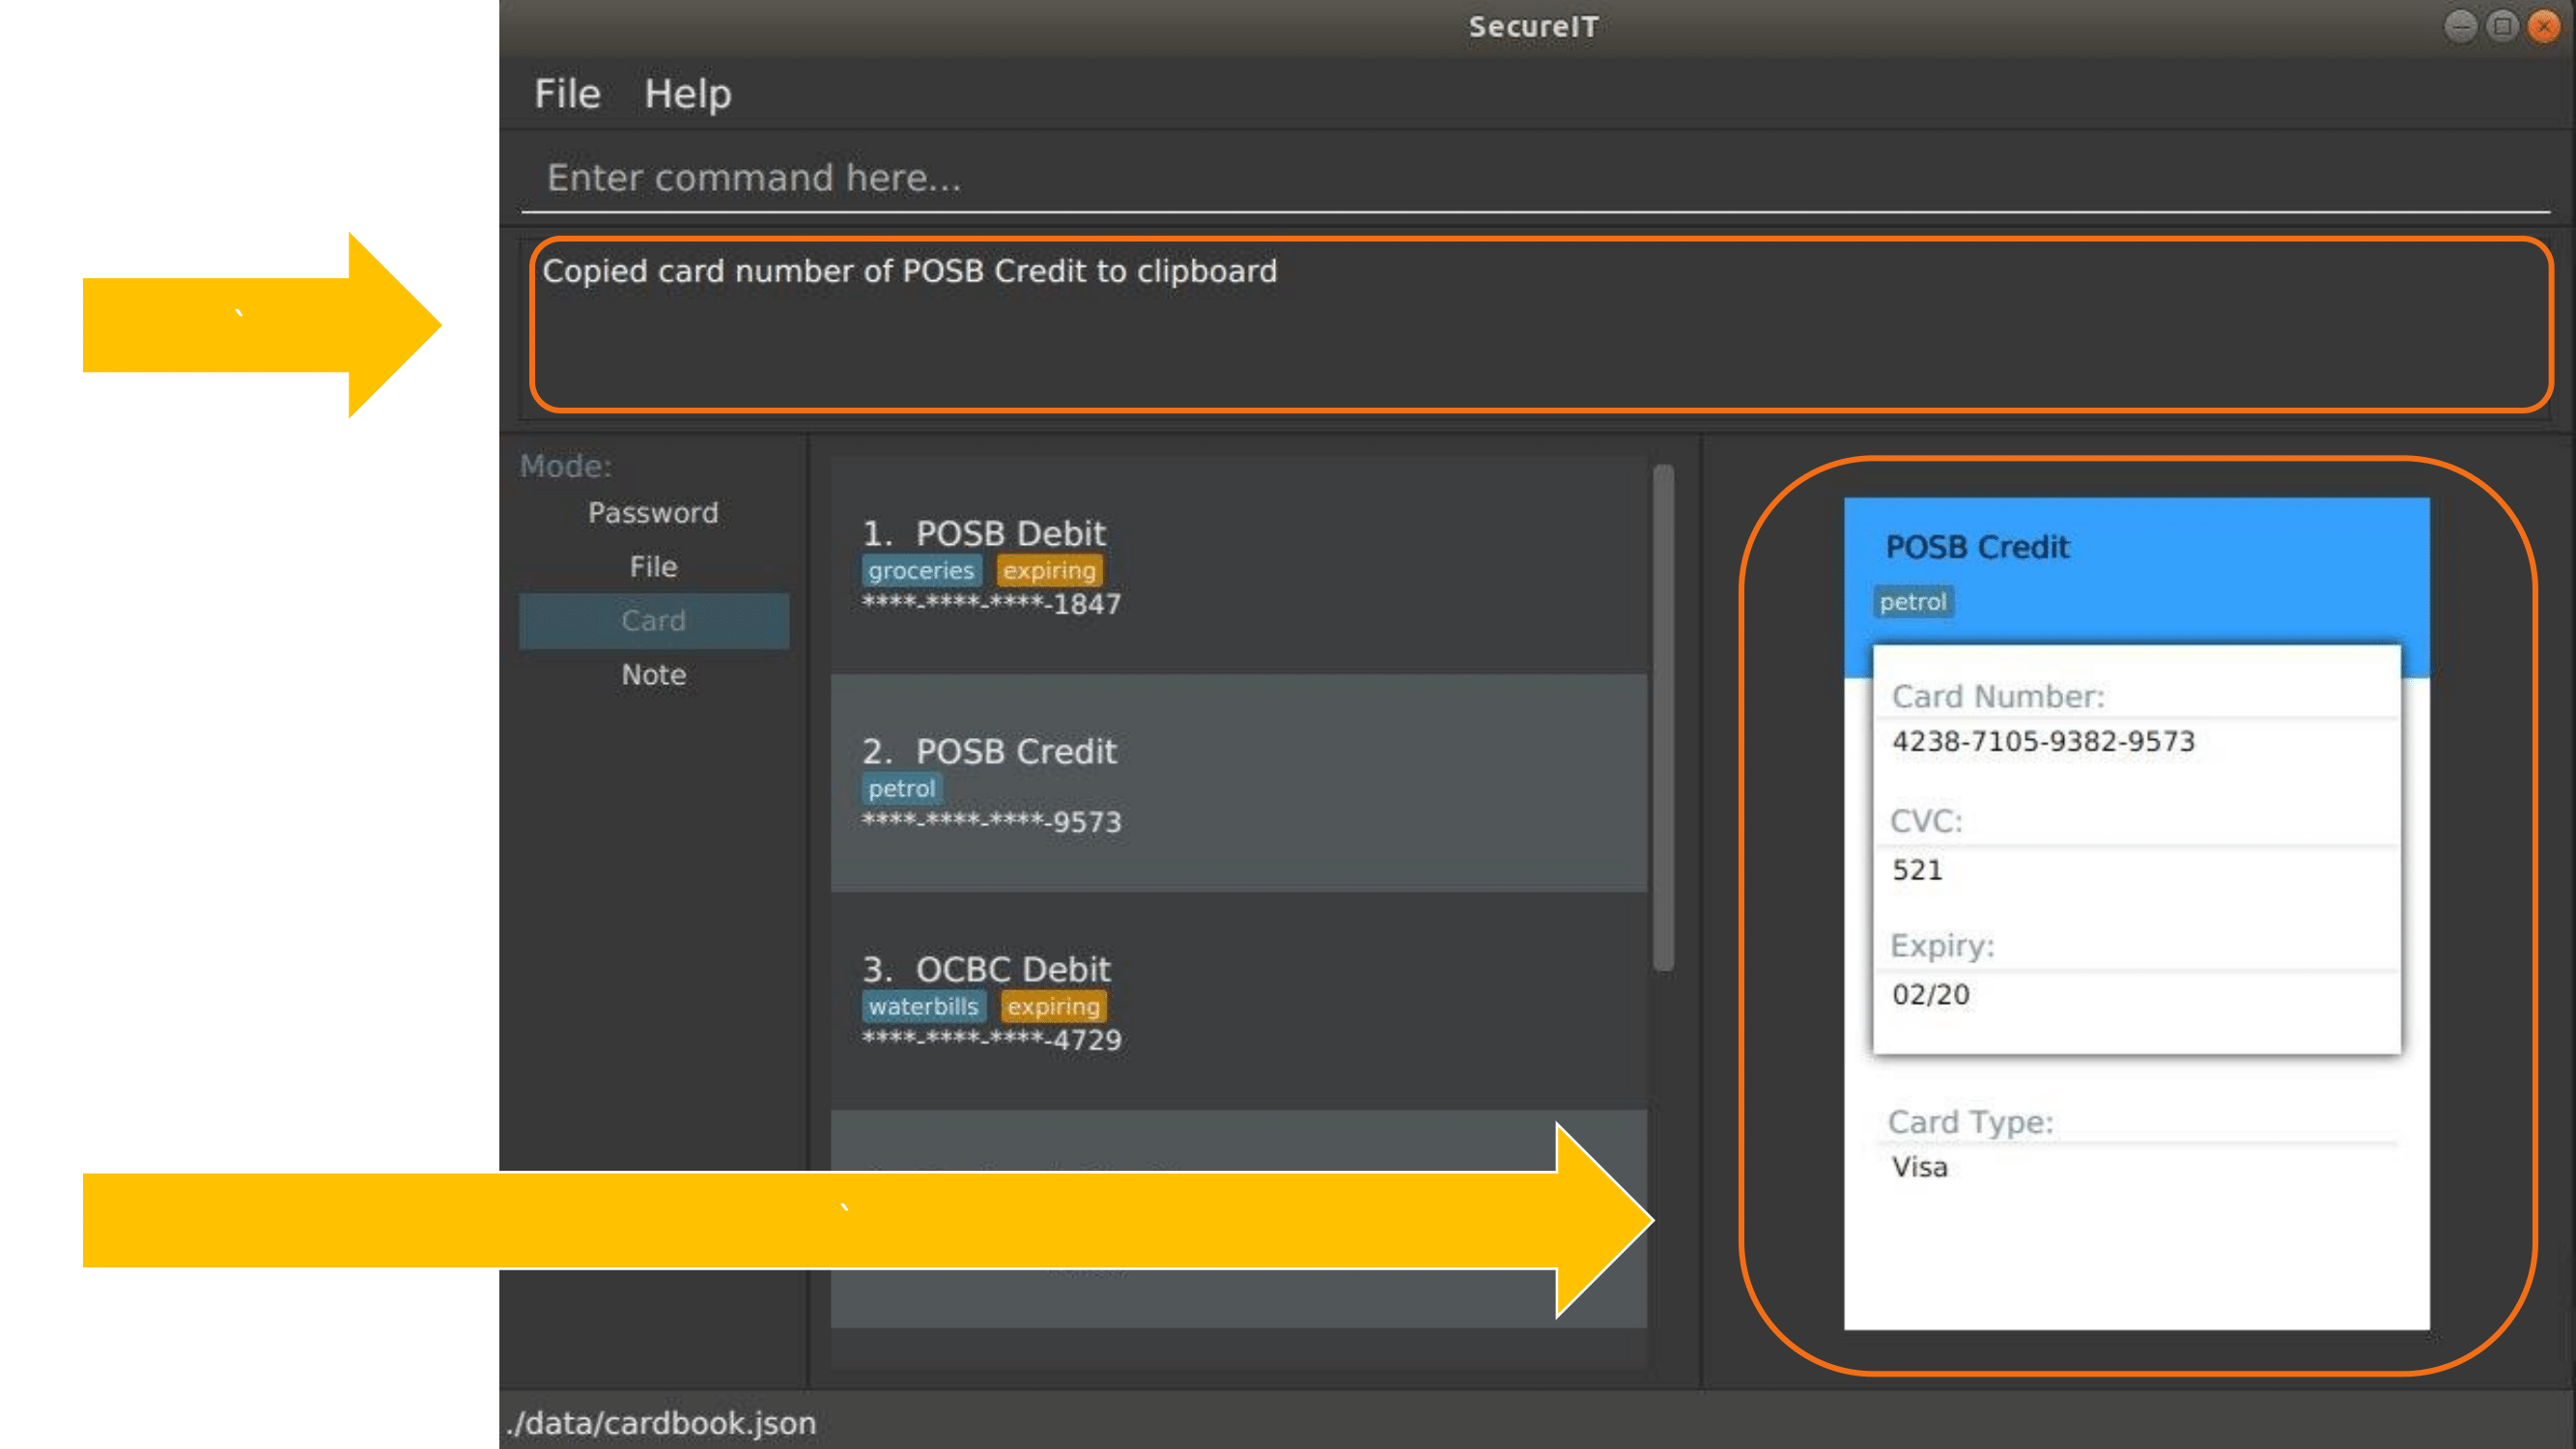 SecureIT
File Help
Enter command here...
Copied card number of POSB Credit to clipboard
`
Mode:
Password
File
Card
Note
1. POSB Debit
groceries expiring
****-****-****-1847
2. POSB Credit
petrol
****-****-****-9573
3. OCBC Debit
waterbills expiring
****-****-****-4729
`
POSB Credit
petrol
Card Number:
4238-7105-9382-9573
CVC:
521
Expiry:
02/20
Card Type:
Visa
./data/cardbook.json